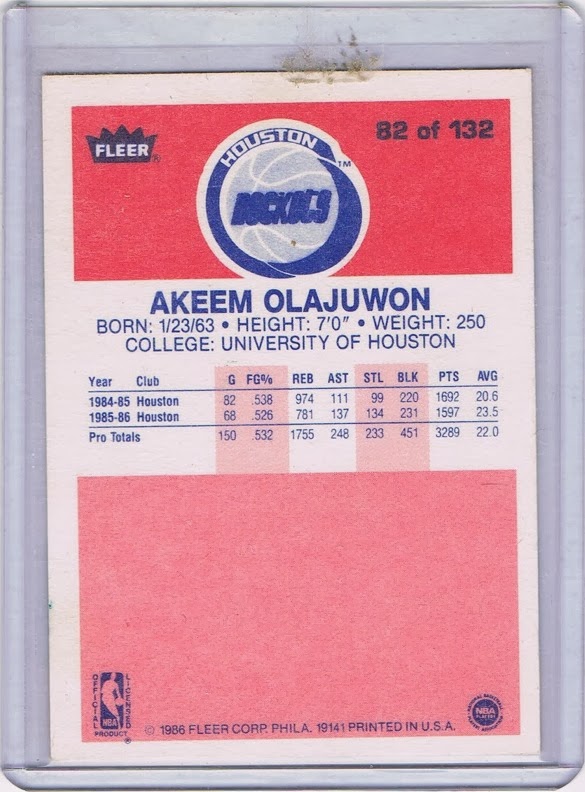 FLEER®
82 of 132
HOUSTON
ROCKETS
TM
AKEEM OLAJUWON
BORN: 1/23/63 • HEIGHT: 7'0" • WEIGHT: 250
COLLEGE: UNIVERSITY OF HOUSTON
Year Club G FG% REB AST STL BLK PTS AVG
1984-85 Houston 82 .538 974 111 99 220 1692 20.6
1985-86 Houston 68 .526 781 137 134 231 1597 23.5
Pro Totals 150 .532 1755 248 233 451 3289 22.0
OFFICIAL
LICENSED
NBA
PRODUCT®
© 1986 FLEER CORP. PHILA. 19141 PRINTED IN U.S.A.
NBA
PLAYERS